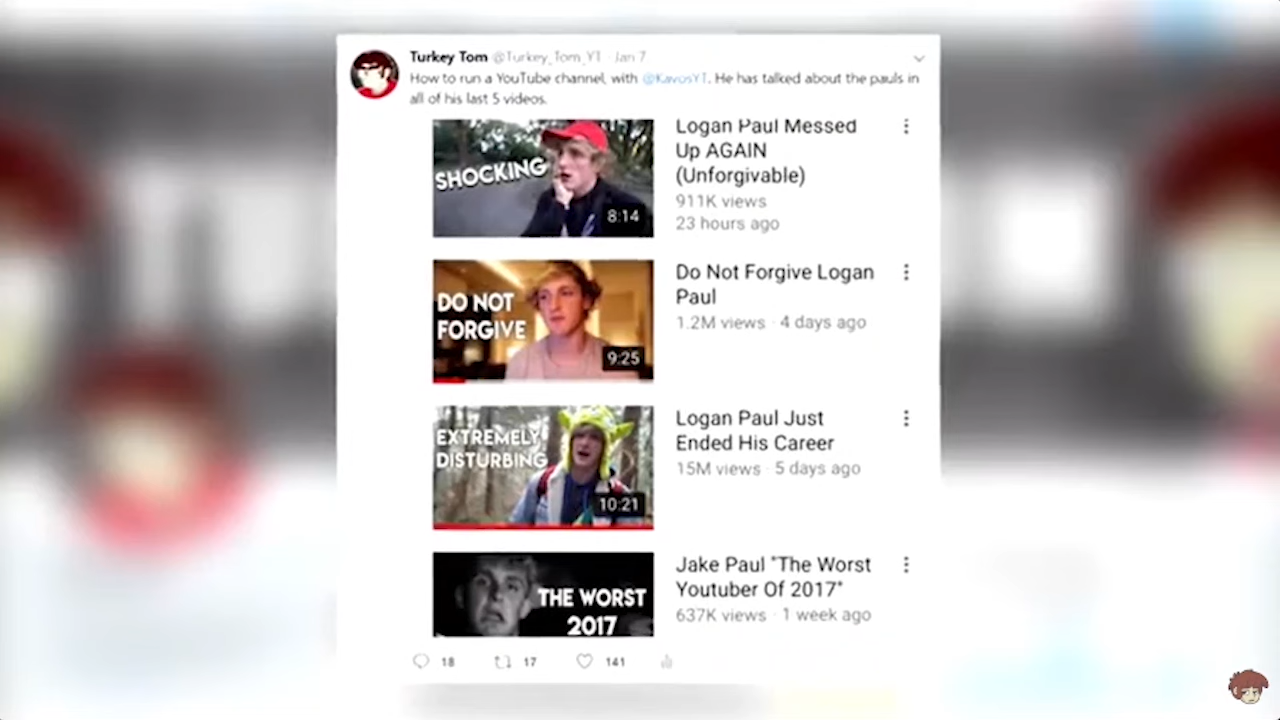 Turkey Tom @Turkey_Tom_YT · Jan 7
How to run a YouTube channel, with @KavosYT. He has talked about the pauls in
all of his last 5 videos.
SHOCKING
8:14
Logan Paul Messed
Up AGAIN
(Unforgivable)
911K views
23 hours ago
DO NOT
FORGIVE
9:25
Do Not Forgive Logan
Paul
1.2M views · 4 days ago
EXTREMELY
DISTURBING
10:21
Logan Paul Just
Ended His Career
15M views · 5 days ago
THE WORST
2017
Jake Paul "The Worst
Youtuber Of 2017"
637K views · 1 week ago
18 17 141